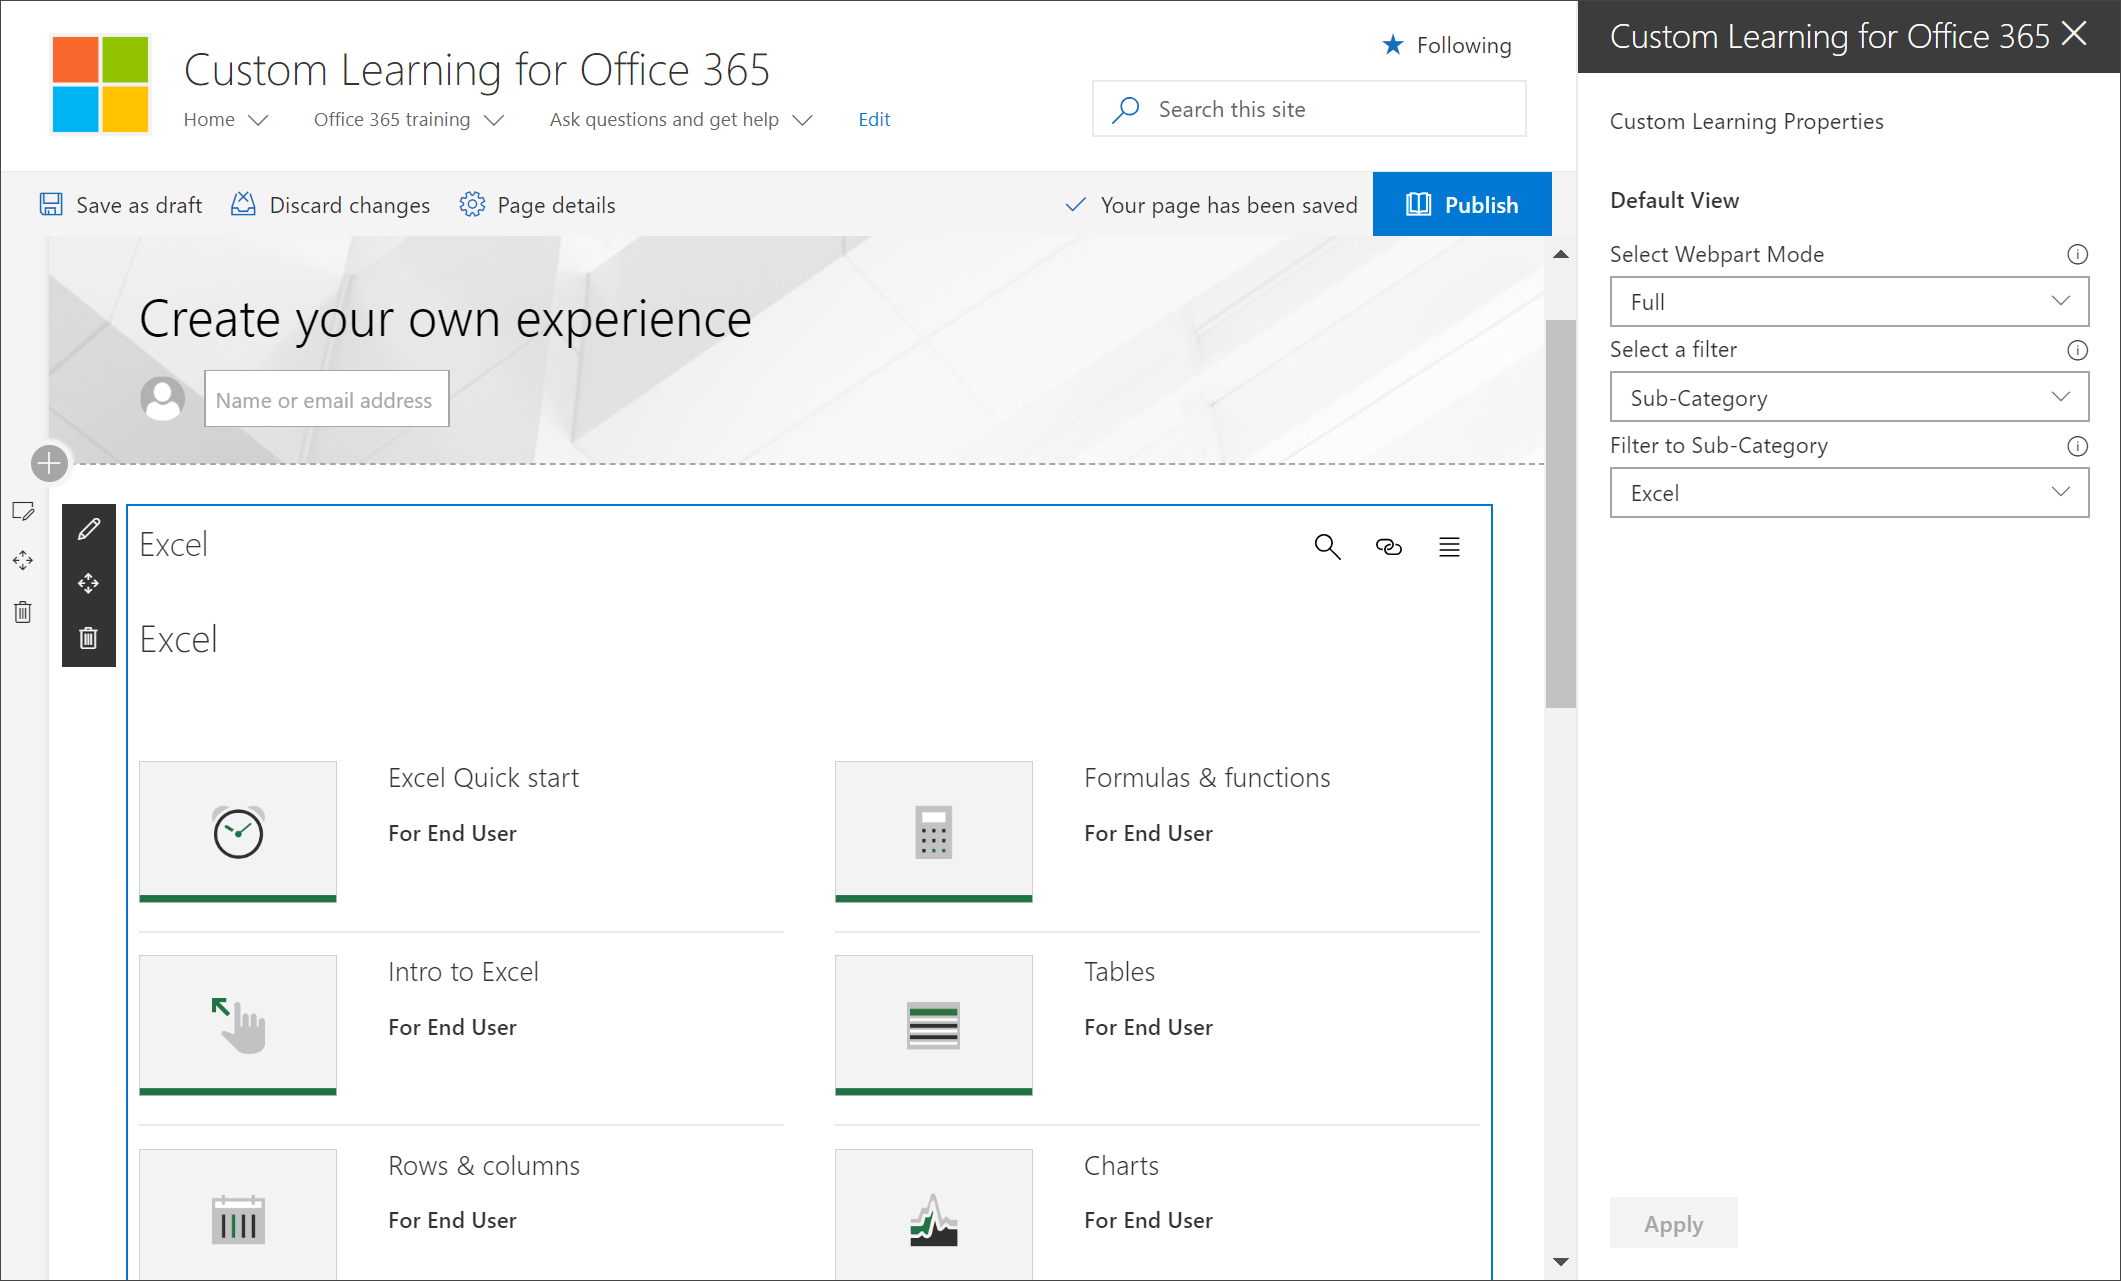 Custom Learning for Office 365
Following
Home
Office 365 training
Ask questions and get help
Edit
Search this site
Save as draft
Discard changes
Page details
Your page has been saved
Publish
Create your own experience
Name or email address
Excel
Excel
Excel Quick start
For End User
Formulas & functions
For End User
Intro to Excel
For End User
Tables
For End User
Rows & columns
For End User
Charts
For End User
Custom Learning for Office 365
Custom Learning Properties
Default View
Select Webpart Mode
Full
Select a filter
Sub-Category
Filter to Sub-Category
Excel
Apply